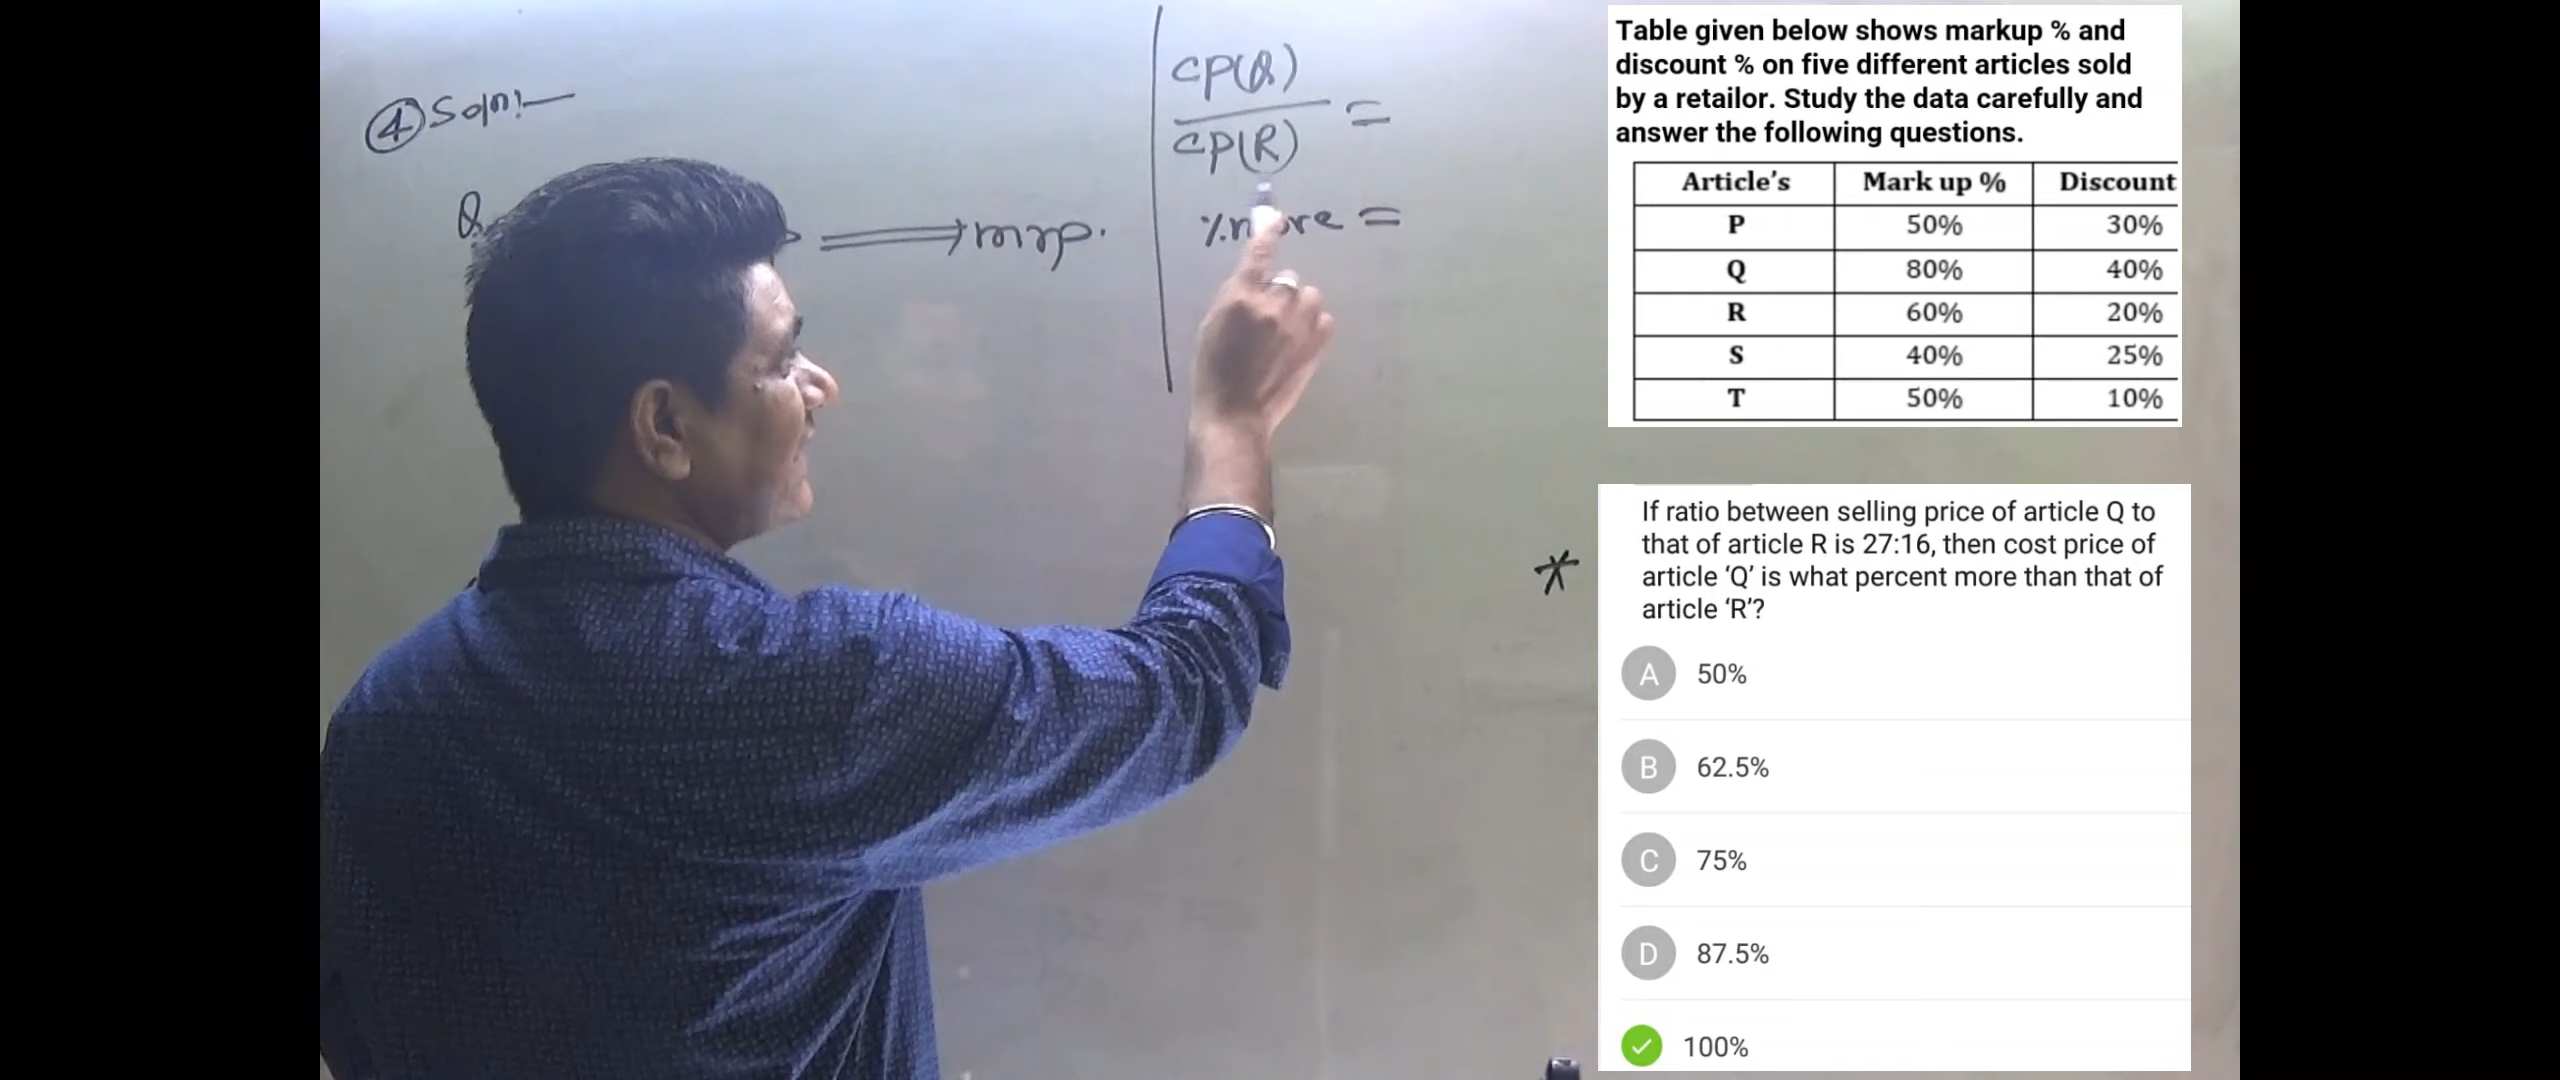 ④ Soln:—
Q
⟹ mrp.
CP(Q)
CP(R)
=
% more =
*
Table given below shows markup % and
discount % on five different articles sold
by a retailor. Study the data carefully and
answer the following questions.
Article's Mark up % Discount
P 50% 30%
Q 80% 40%
R 60% 20%
S 40% 25%
T 50% 10%
If ratio between selling price of article Q to
that of article R is 27:16, then cost price of
article ‘Q’ is what percent more than that of
article ‘R’?
A 50%
B 62.5%
C 75%
D 87.5%
100%